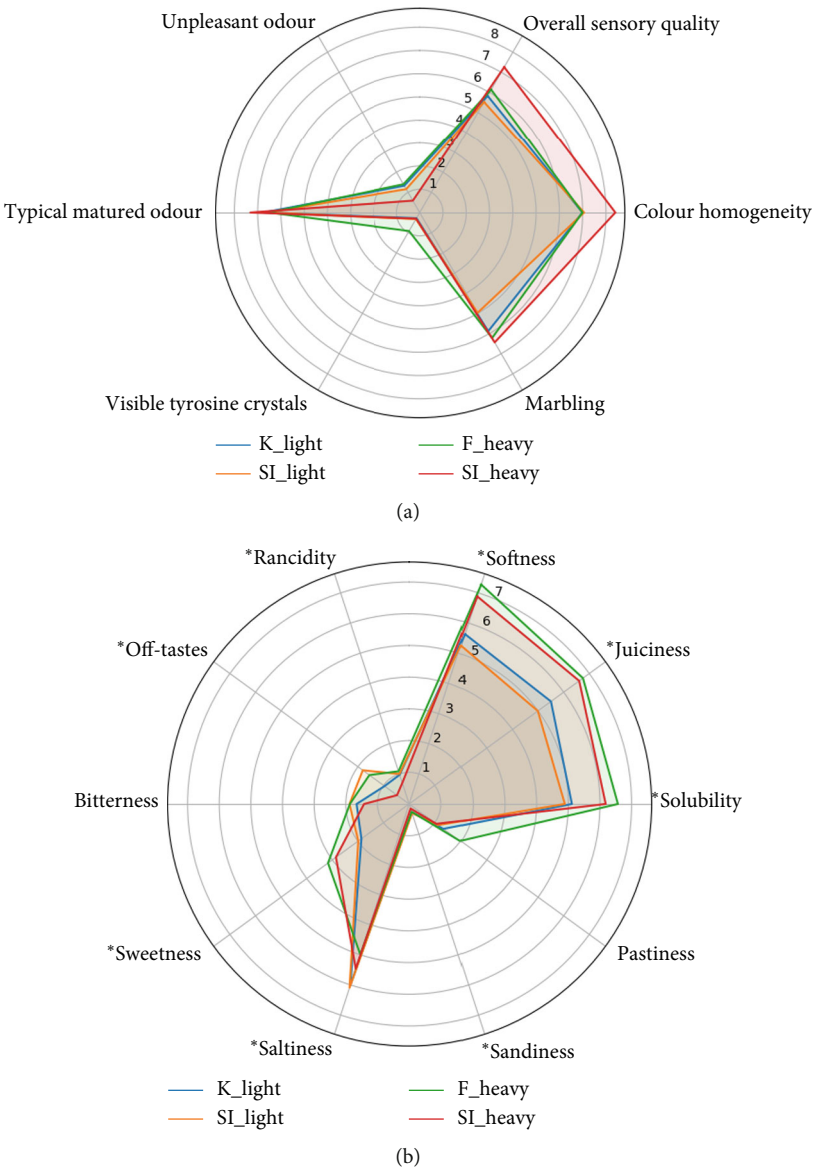 Unpleasant odour
Overall sensory quality
8
7
6
5
4
3
2
1
Typical matured odour
Colour homogeneity
Visible tyrosine crystals
Marbling
K_light
F_heavy
SI_light
SI_heavy
(a)
*Rancidity
*Softness
7
6
*Off-tastes
*Juiciness
5
4
3
2
1
Bitterness
*Solubility
*Sweetness
Pastiness
*Saltiness
*Sandiness
K_light
F_heavy
SI_light
SI_heavy
(b)